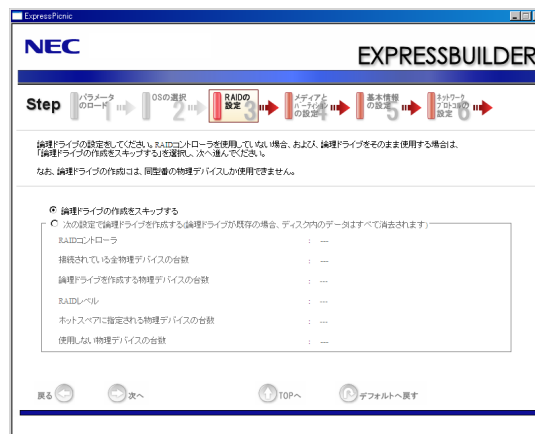 ExpressPicnic
NEC
EXPRESSBUILDER
Step
パラメータ
のロード 1
OSの選択
2
RAIDの
設定 3
メディアと
パーティション
の設定 4
基本情報
の設定 5
ネットワーク
プロトコルの
設定 6
論理ドライブの設定をしてください。RAIDコントローラを使用していない場合、および、論理ドライブをそのまま使用する場合は、
「論理ドライブの作成をスキップする」を選択し、次へ進んでください。
なお、論理ドライブの作成には、同型番の物理デバイスしか使用できません。
論理ドライブの作成をスキップする
次の設定で論理ドライブを作成する(論理ドライブが既存の場合、ディスク内のデータはすべて消去されます)
RAIDコントローラ : ---
接続されている全物理デバイスの台数 : ---
論理ドライブを作成する物理デバイスの台数 : ---
RAIDレベル : ---
ホットスペアに指定される物理デバイスの台数 : ---
使用しない物理デバイスの台数 : ---
戻る 次へ TOPへ デフォルトへ戻す